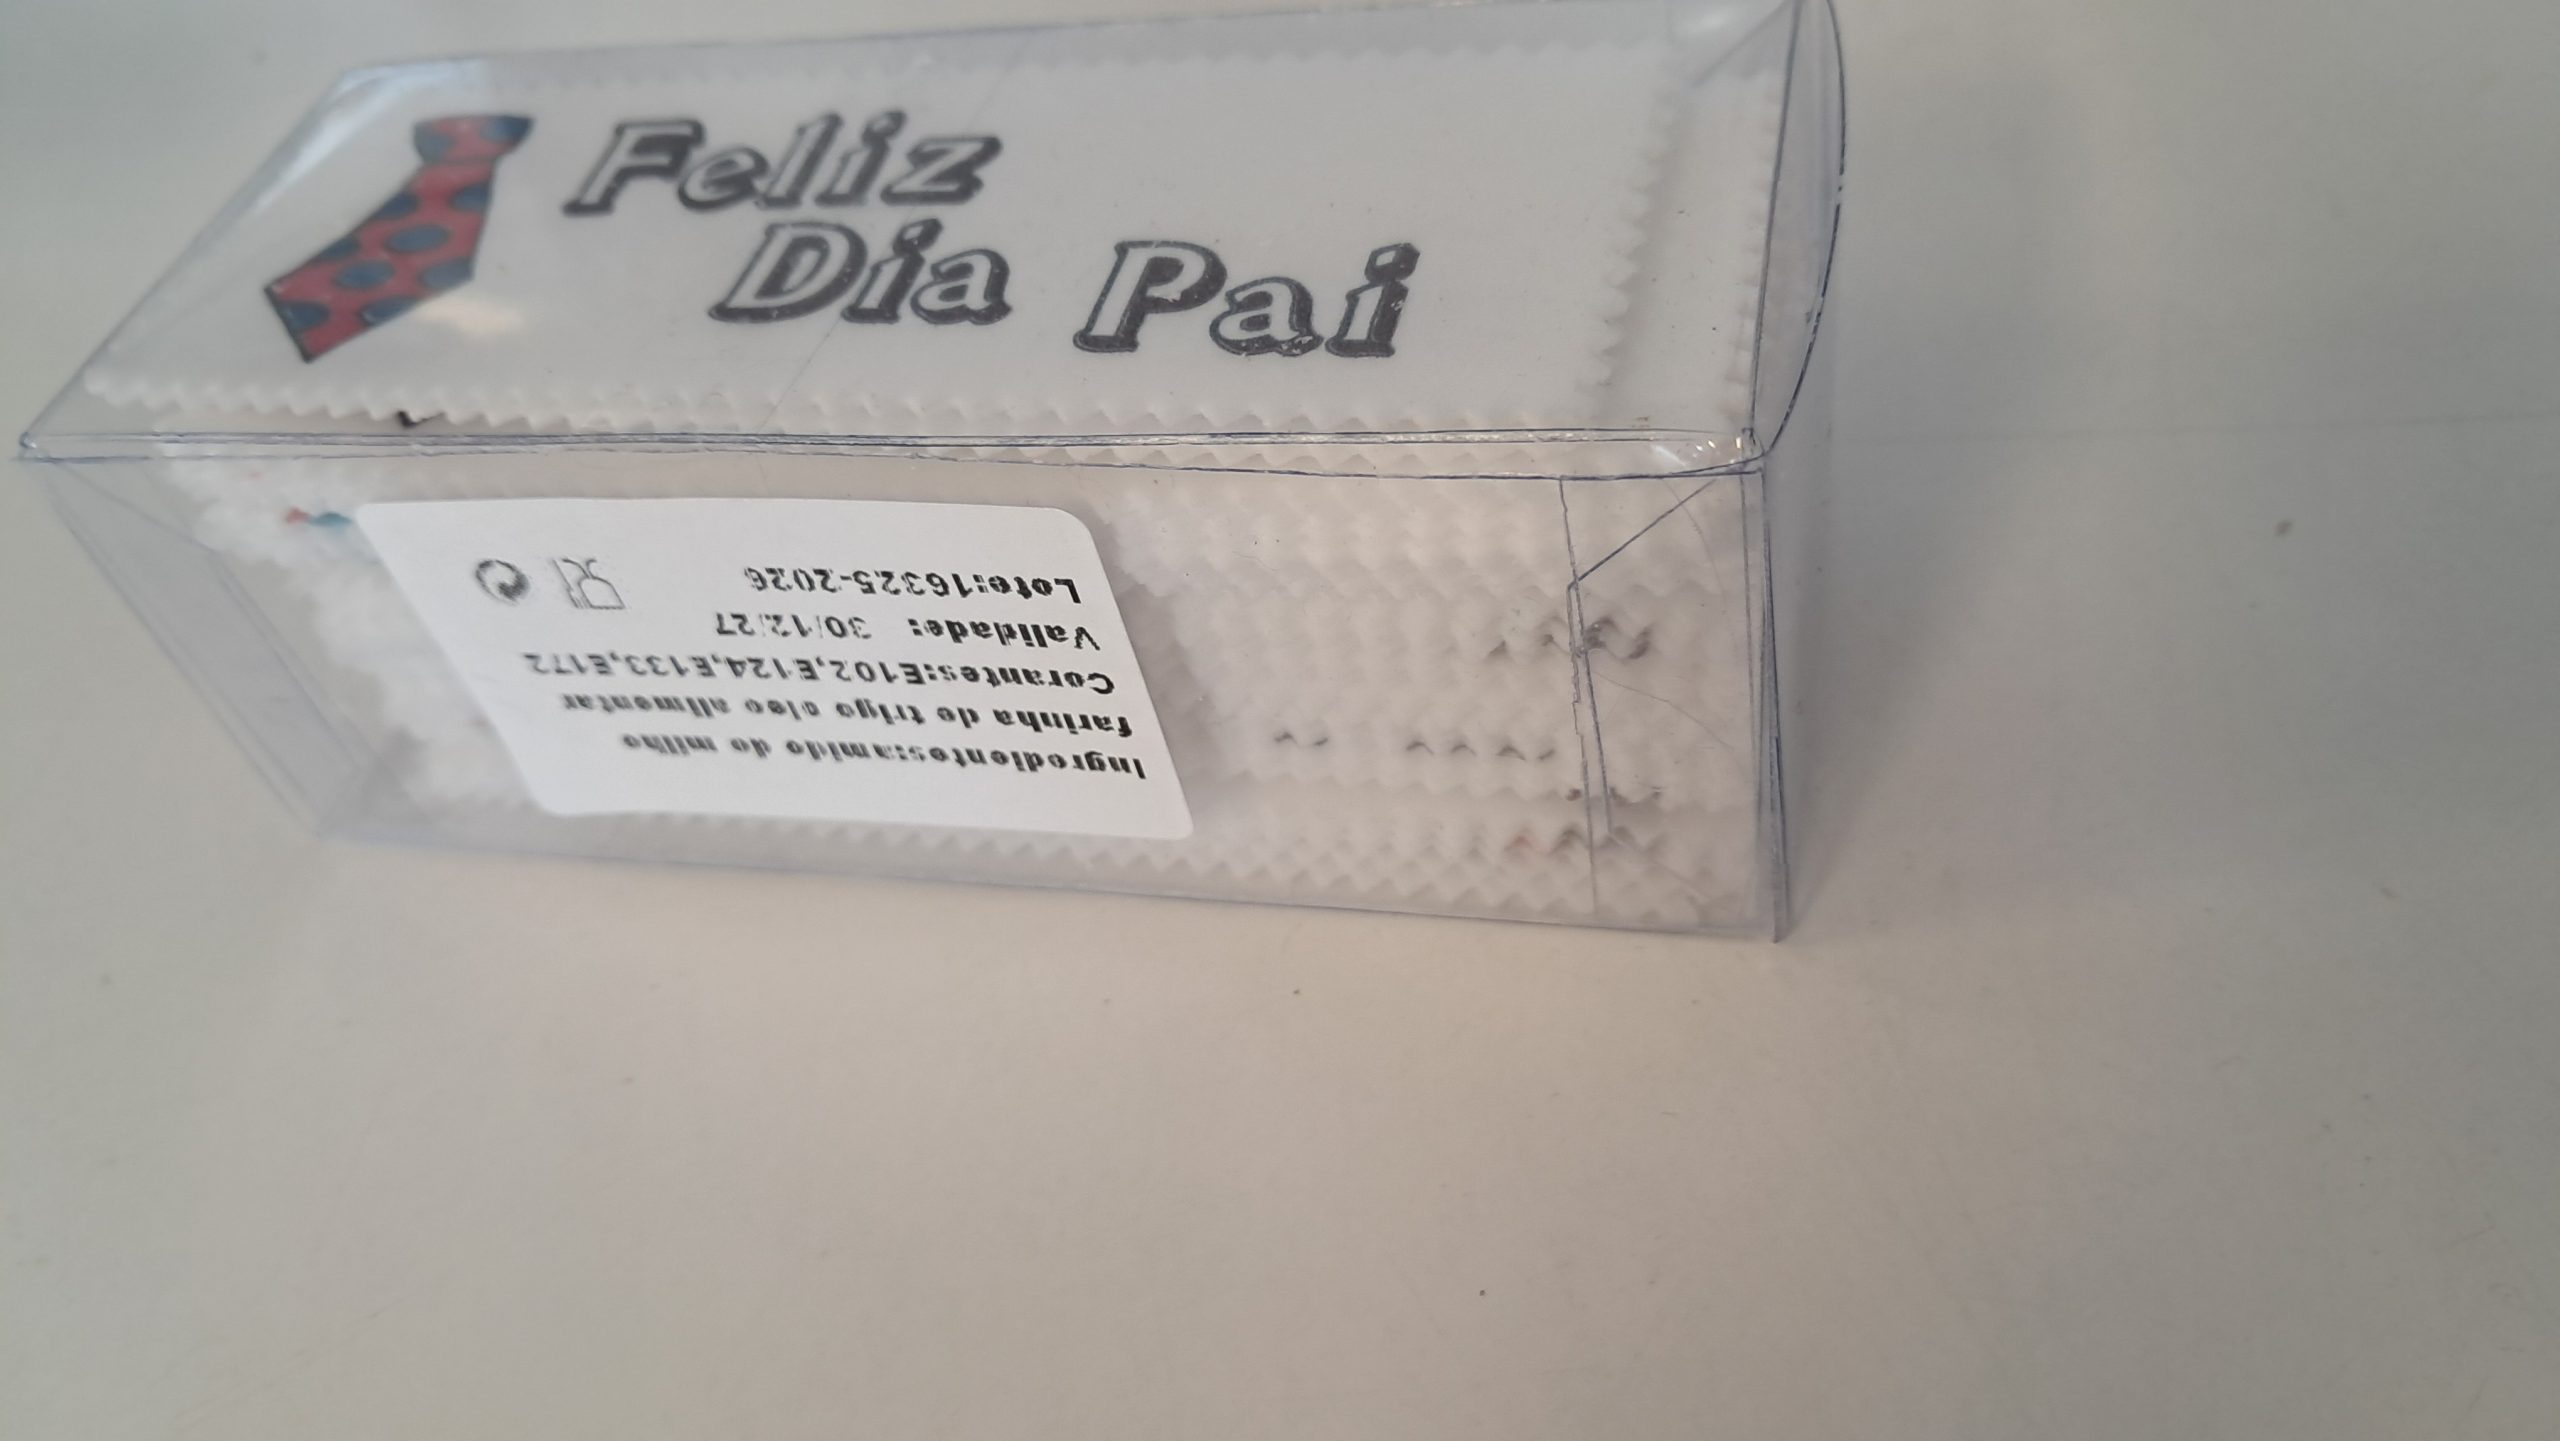 Feliz
Dia Pai
Ingredientes:amido do milho
farinha de trigo oleo alimentar
Corantes:E102,E124,E133,E172
Validade: 30/12/27
Lote:16325-2026